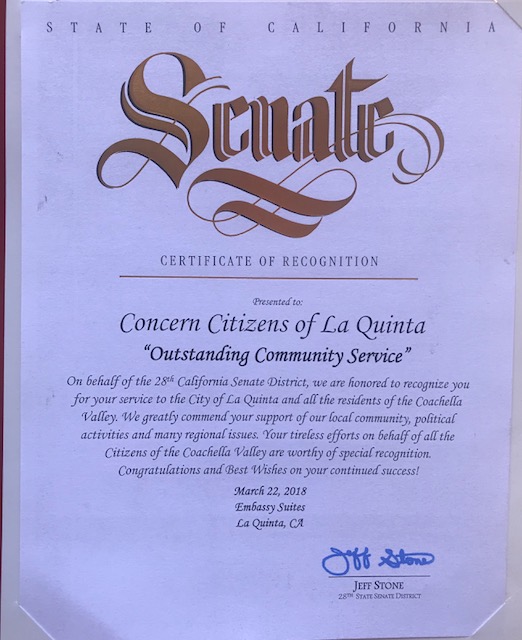 STATE OF CALIFORNIA
Senate
CERTIFICATE OF RECOGNITION
Presented to:
Concern Citizens of La Quinta
“Outstanding Community Service”
On behalf of the 28th California Senate District, we are honored to recognize you
for your service to the City of La Quinta and all the residents of the Coachella
Valley. We greatly commend your support of our local community, political
activities and many regional issues. Your tireless efforts on behalf of all the
Citizens of the Coachella Valley are worthy of special recognition.
Congratulations and Best Wishes on your continued success!
March 22, 2018
Embassy Suites
La Quinta, CA
Jeff Stone
JEFF STONE
28TH STATE SENATE DISTRICT